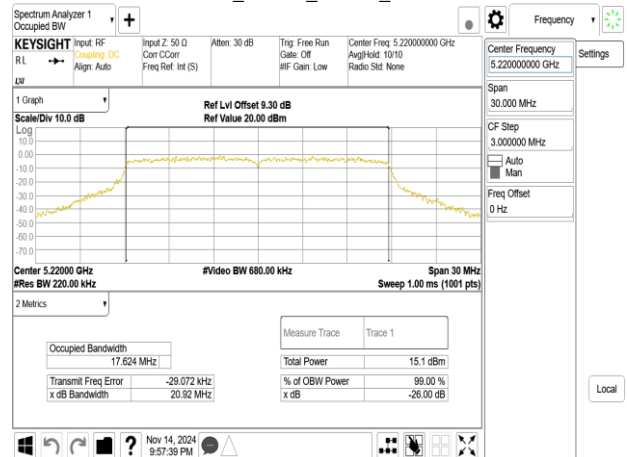 Spectrum Analyzer 1
Occupied BW
Frequency
KEYSIGHT
Input: RF
Coupling: DC
Align: Auto
RL
LXI
Input Z: 50 Ω
Corr CCorr
Freq Ref: Int (S)
Atten: 30 dB
Trig: Free Run
Gate: Off
#IF Gain: Low
Center Freq: 5.220000000 GHz
Avg|Hold: 10/10
Radio Std: None
Center Frequency
5.220000000 GHz
Settings
Span
30.000 MHz
CF Step
3.000000 MHz
Auto
Man
Freq Offset
0 Hz
Local
1 Graph
Scale/Div 10.0 dB
Ref Lvl Offset 9.30 dB
Ref Value 20.00 dBm
Log
10.0
0.00
-10.0
-20.0
-30.0
-40.0
-50.0
-60.0
-70.0
Center 5.22000 GHz
#Video BW 680.00 kHz
Span 30 MHz
#Res BW 220.00 kHz
Sweep 1.00 ms (1001 pts)
2 Metrics
Measure Trace
Trace 1
Occupied Bandwidth
17.624 MHz
Total Power
15.1 dBm
Transmit Freq Error
-29.072 kHz
% of OBW Power
99.00 %
x dB Bandwidth
20.92 MHz
x dB
-26.00 dB
?
Nov 14, 2024
9:57:39 PM